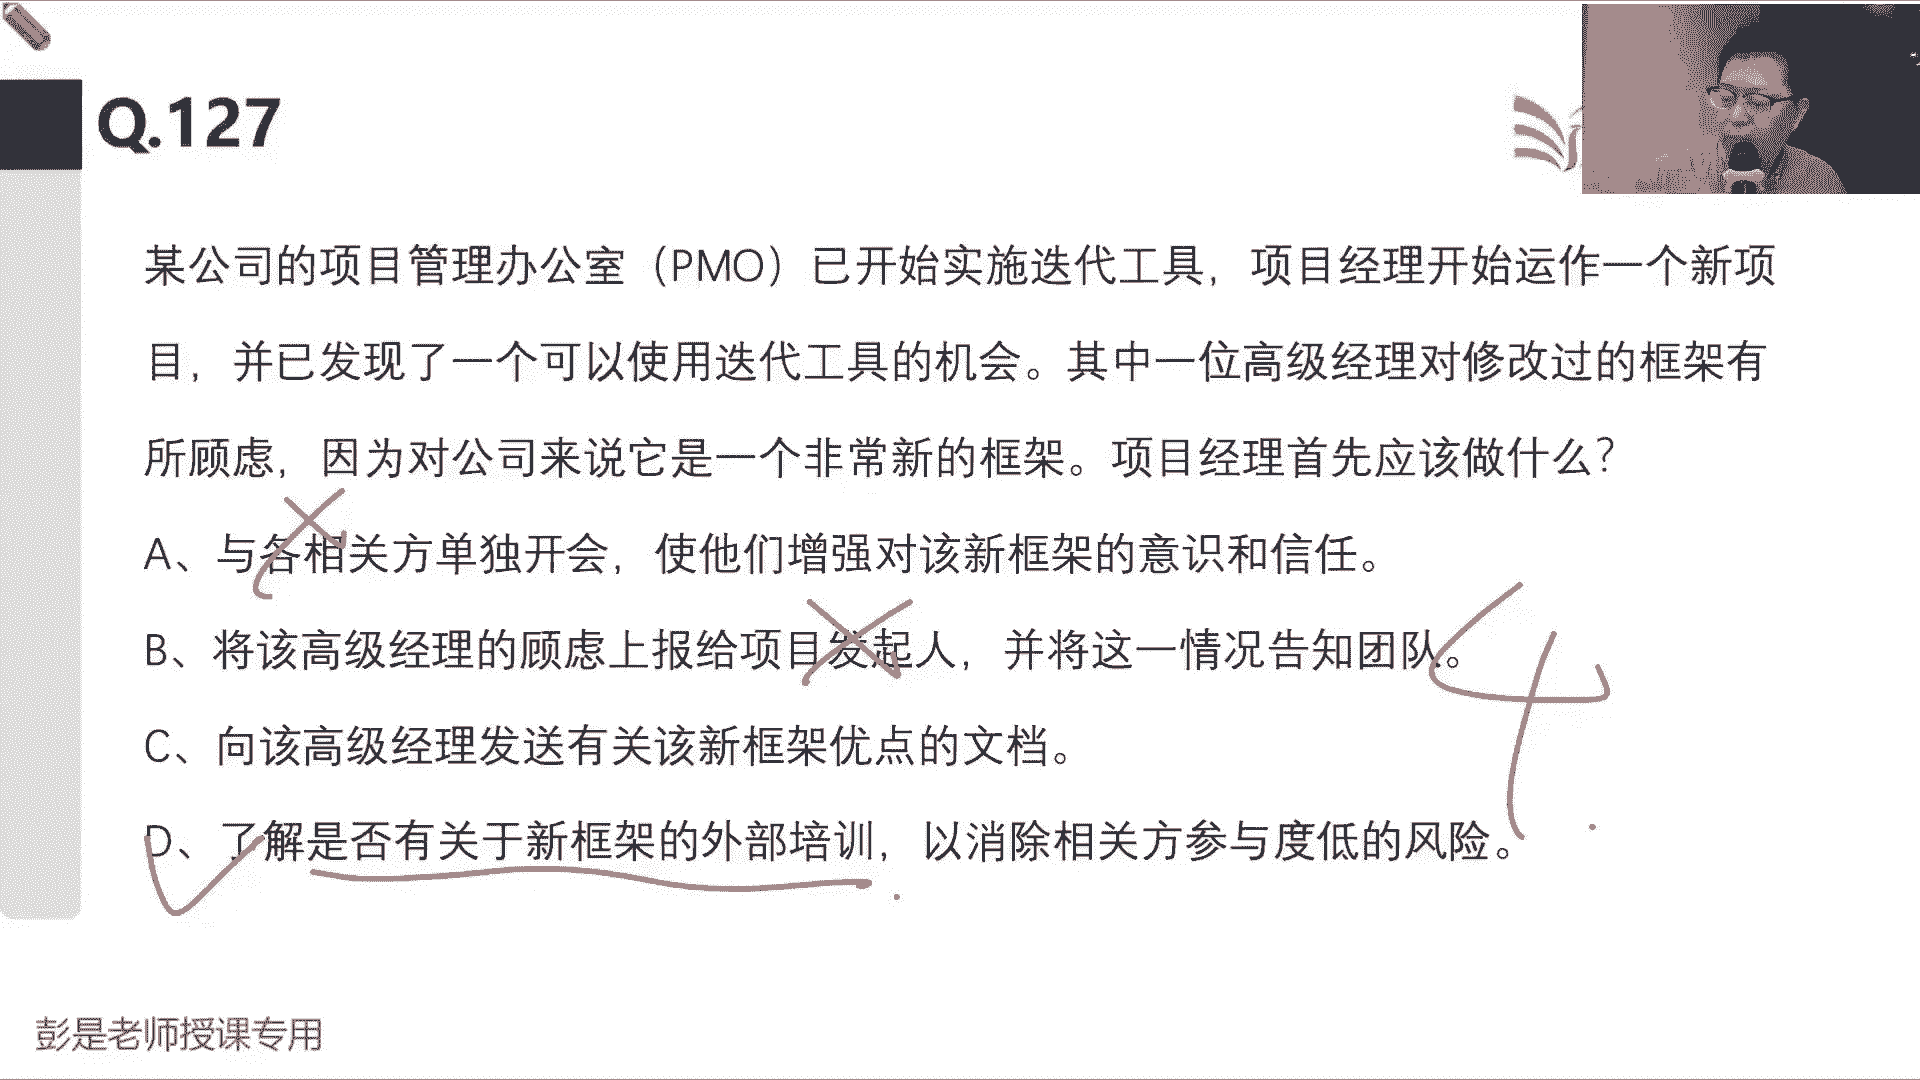 Q.127
某公司的项目管理办公室（PMO）已开始实施迭代工具，项目经理开始运作一个新项
目，并已发现了一个可以使用迭代工具的机会。其中一位高级经理对修改过的框架有
所顾虑，因为对公司来说它是一个非常新的框架。项目经理首先应该做什么？
A、与各相关方单独开会，使他们增强对该新框架的意识和信任。
B、将该高级经理的顾虑上报给项目发起人，并将这一情况告知团队。
C、向该高级经理发送有关该新框架优点的文档。
D、了解是否有关于新框架的外部培训，以消除相关方参与度低的风险。
4
彭是老师授课专用